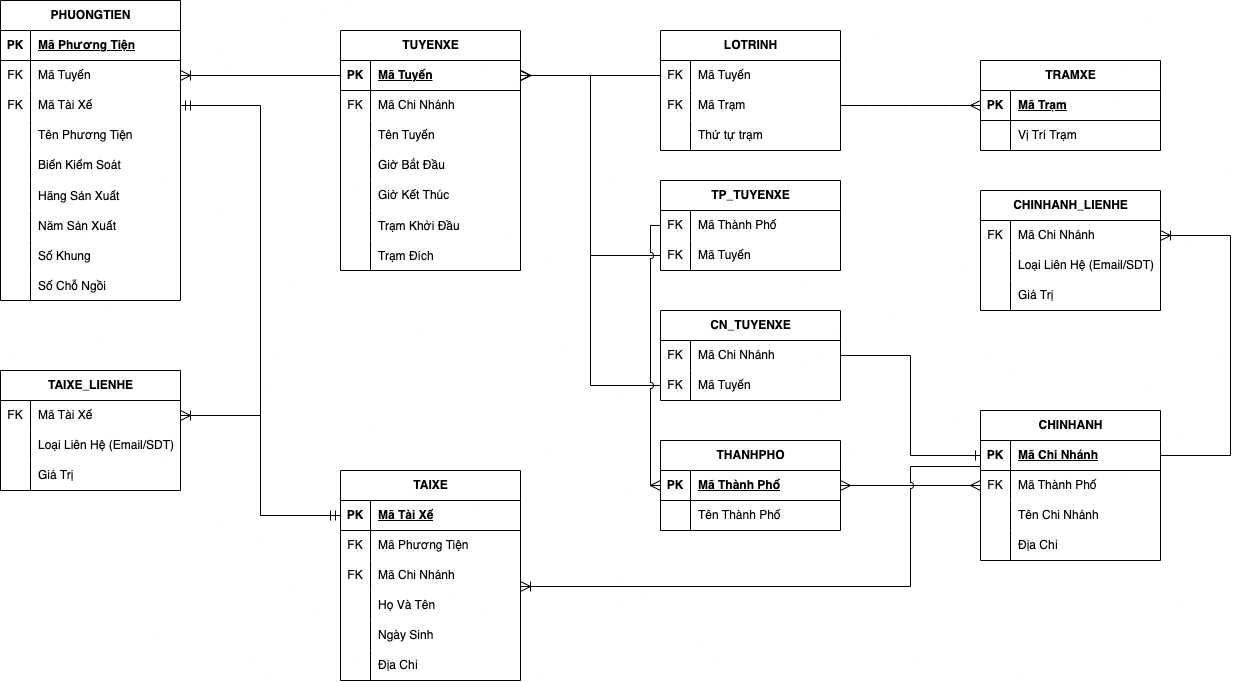 PHUONGTIEN
PK Mã Phương Tiện
FK Mã Tuyến
FK Mã Tài Xế
Tên Phương Tiện
Biển Kiểm Soát
Hãng Sản Xuất
Năm Sản Xuất
Số Khung
Số Chỗ Ngồi
TUYENXE
PK Mã Tuyến
FK Mã Chi Nhánh
Tên Tuyến
Giờ Bắt Đầu
Giờ Kết Thúc
Trạm Khởi Đầu
Trạm Đích
LOTRINH
FK Mã Tuyến
FK Mã Trạm
Thứ tự trạm
TRAMXE
PK Mã Trạm
Vị Trí Trạm
TP_TUYENXE
FK Mã Thành Phố
FK Mã Tuyến
CHINHANH_LIENHE
FK Mã Chi Nhánh
Loại Liên Hệ (Email/SDT)
Giá Trị
CN_TUYENXE
FK Mã Chi Nhánh
FK Mã Tuyến
TAIXE_LIENHE
FK Mã Tài Xế
Loại Liên Hệ (Email/SDT)
Giá Trị
THANHPHO
PK Mã Thành Phố
Tên Thành Phố
CHINHANH
PK Mã Chi Nhánh
FK Mã Thành Phố
Tên Chi Nhánh
Địa Chỉ
TAIXE
PK Mã Tài Xế
FK Mã Phương Tiện
FK Mã Chi Nhánh
Họ Và Tên
Ngày Sinh
Địa Chỉ